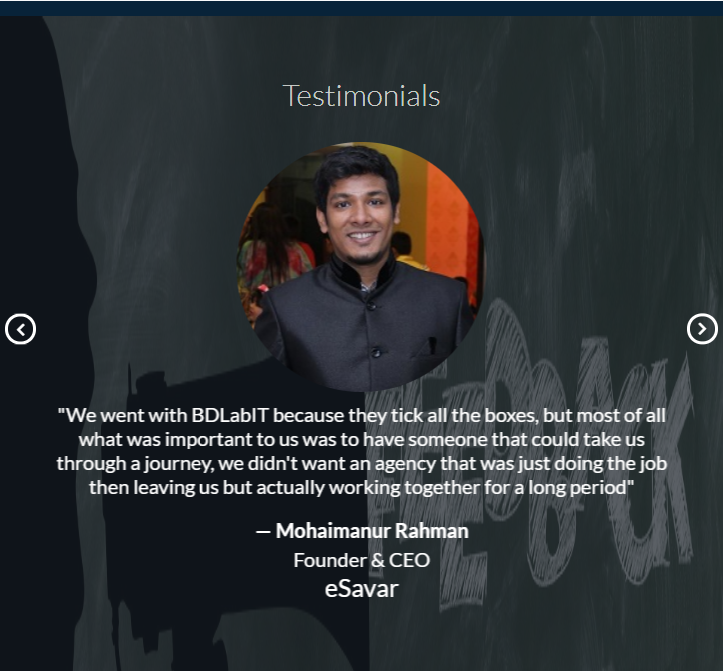 Testimonials
"We went with BDLabIT because they tick all the boxes, but most of all
what was important to us was to have someone that could take us
through a journey, we didn't want an agency that was just doing the job
then leaving us but actually working together for a long period"
— Mohaimanur Rahman
Founder & CEO
eSavar
FEEDBACK